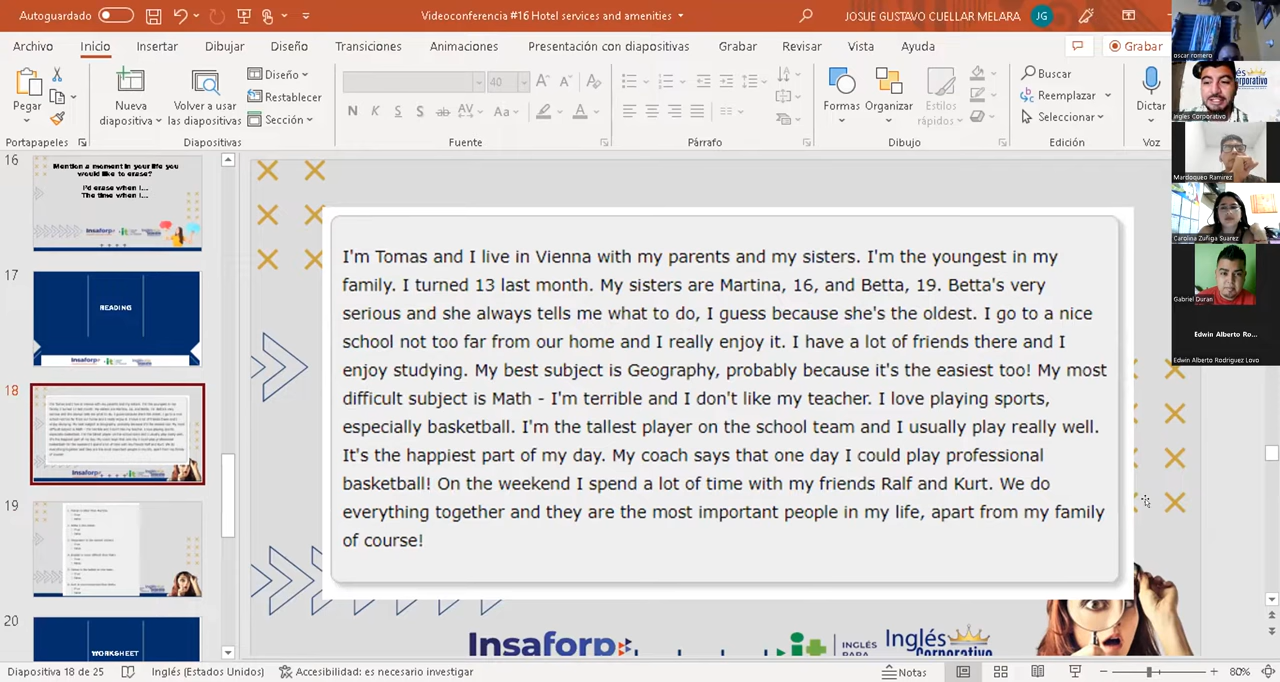 Autoguardado
Videoconferencia #16 Hotel services and amenities
JOSUE GUSTAVO CUELLAR MELARA
JG
Archivo
Inicio
Insertar
Dibujar
Diseño
Transiciones
Animaciones
Presentación con diapositivas
Grabar
Revisar
Vista
Ayuda
Grabar
Pegar
Nueva
diapositiva
Volver a usar
las diapositivas
Diseño
Restablecer
Sección
40
N K S S ab AV Aa
Formas
Organizar
Estilos
rápidos
Buscar
Reemplazar
Seleccionar
Dictar
Portapapeles
Diapositivas
Fuente
Párrafo
Dibujo
Edición
Voz
oscar romero
Inglés Corporativo
Ingles Corporativo
Mardoqueo Ramirez
Carolina Zuñiga Suarez
Gabriel Duran
Edwin Alberto Ro...
Edwin Alberto Rodriguez Lovo
16
Mention a moment in your life you
would like to erase?
I'd erase when I...
The time when I...
Insaforp
17
READING
Insaforp
18
Insaforp
19
20
WORKSHEET
I'm Tomas and I live in Vienna with my parents and my sisters. I'm the youngest in my
family. I turned 13 last month. My sisters are Martina, 16, and Betta, 19. Betta's very
serious and she always tells me what to do, I guess because she's the oldest. I go to a nice
school not too far from our home and I really enjoy it. I have a lot of friends there and I
enjoy studying. My best subject is Geography, probably because it's the easiest too! My most
difficult subject is Math - I'm terrible and I don't like my teacher. I love playing sports,
especially basketball. I'm the tallest player on the school team and I usually play really well.
It's the happiest part of my day. My coach says that one day I could play professional
basketball! On the weekend I spend a lot of time with my friends Ralf and Kurt. We do
everything together and they are the most important people in my life, apart from my family
of course!
Insaforp
INGLÉS
Inglés
Corporativo
Diapositiva 18 de 25
Inglés (Estados Unidos)
Accesibilidad: es necesario investigar
Notas
80%